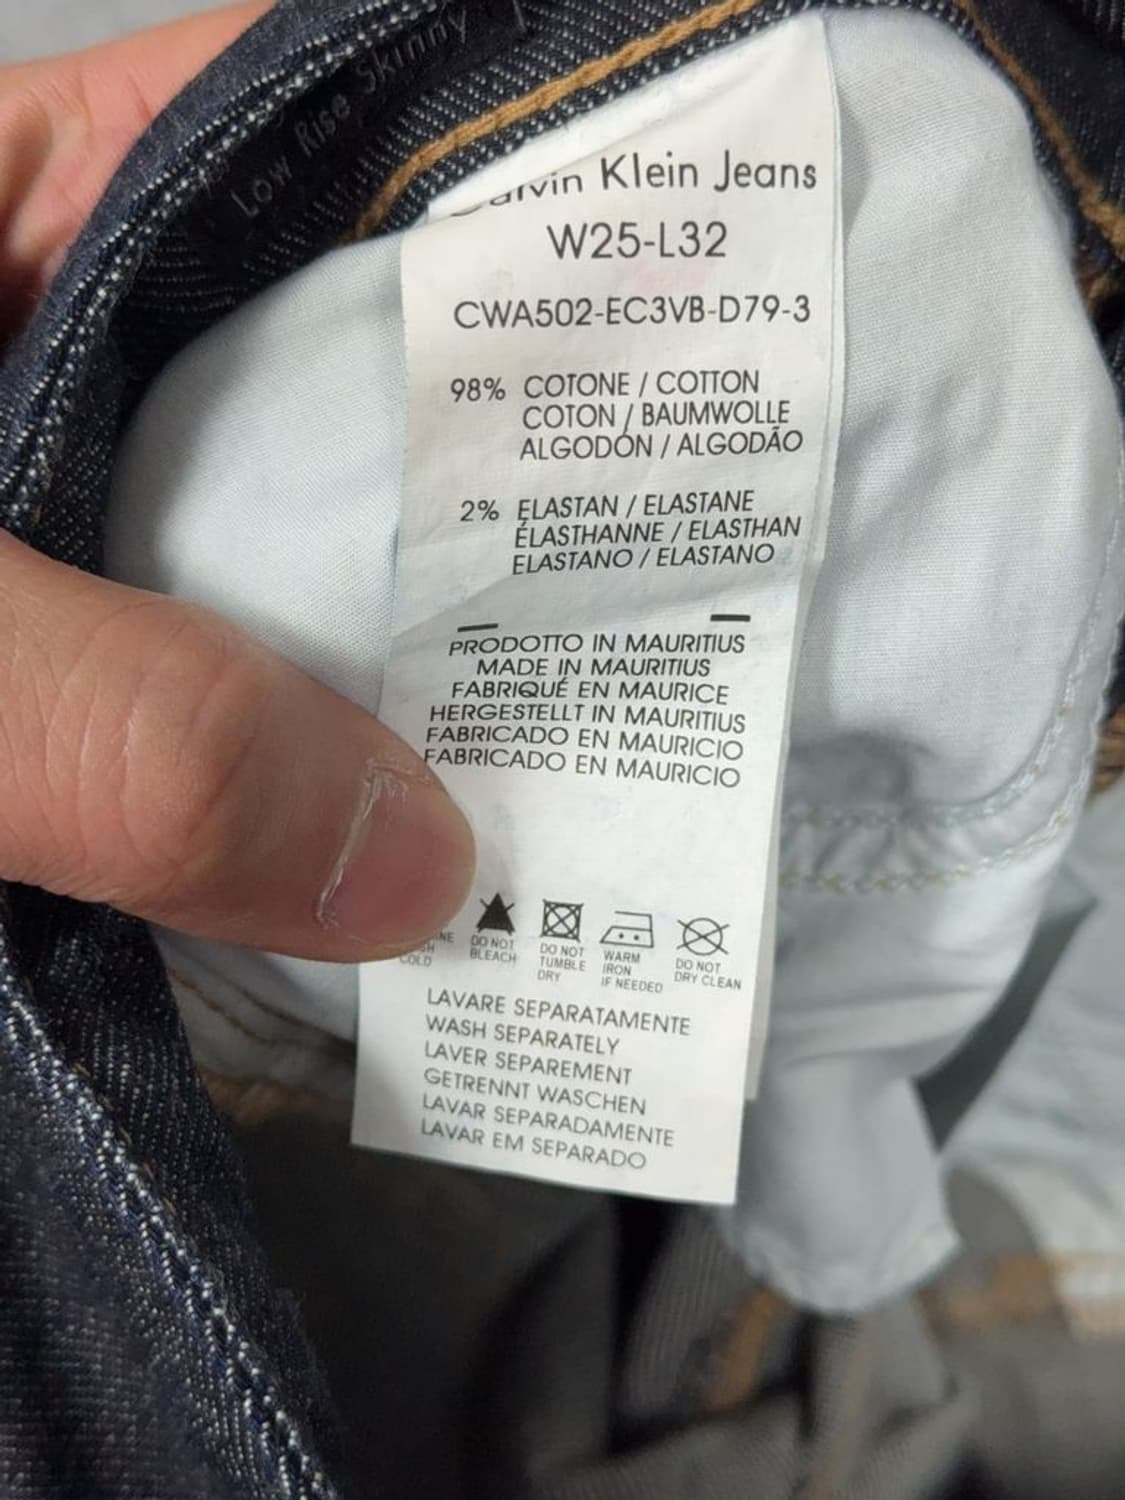 Low Rise Skinny
Calvin Klein Jeans
W25-L32
CWA502-EC3VB-D79-3
98% COTONE / COTTON
COTON / BAUMWOLLE
ALGODÓN / ALGODÃO
2% ELASTAN / ELASTANE
ÉLASTHANNE / ELASTHAN
ELASTANO / ELASTANO
PRODOTTO IN MAURITIUS
MADE IN MAURITIUS
FABRIQUÉ EN MAURICE
HERGESTELLT IN MAURITIUS
FABRICADO EN MAURICIO
FABRICADO EN MAURICIO
COLD
DO NOT
BLEACH
DO NOT
TUMBLE
DRY
WARM
IRON
IF NEEDED
DO NOT
DRY CLEAN
LAVARE SEPARATAMENTE
WASH SEPARATELY
LAVER SEPAREMENT
GETRENNT WASCHEN
LAVAR SEPARADAMENTE
LAVAR EM SEPARADO